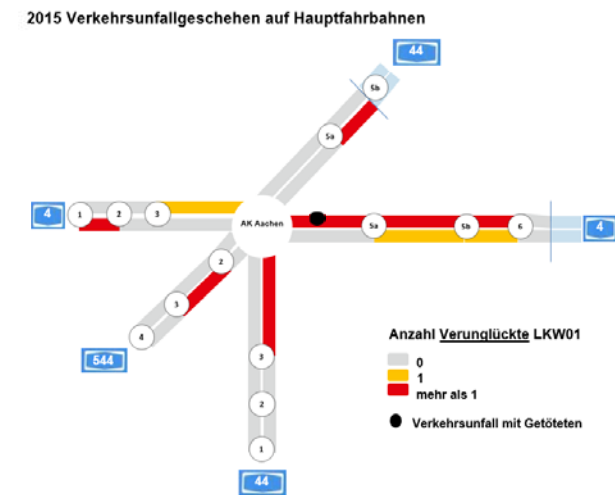 2015 Verkehrsunfallgeschehen auf Hauptfahrbahnen
44
5b
5a
4
1
2
3
AK Aachen
5a
5b
6
4
2
3
4
544
3
2
1
44
Anzahl Verunglückte LKW01
0
1
mehr als 1
Verkehrsunfall mit Getöteten